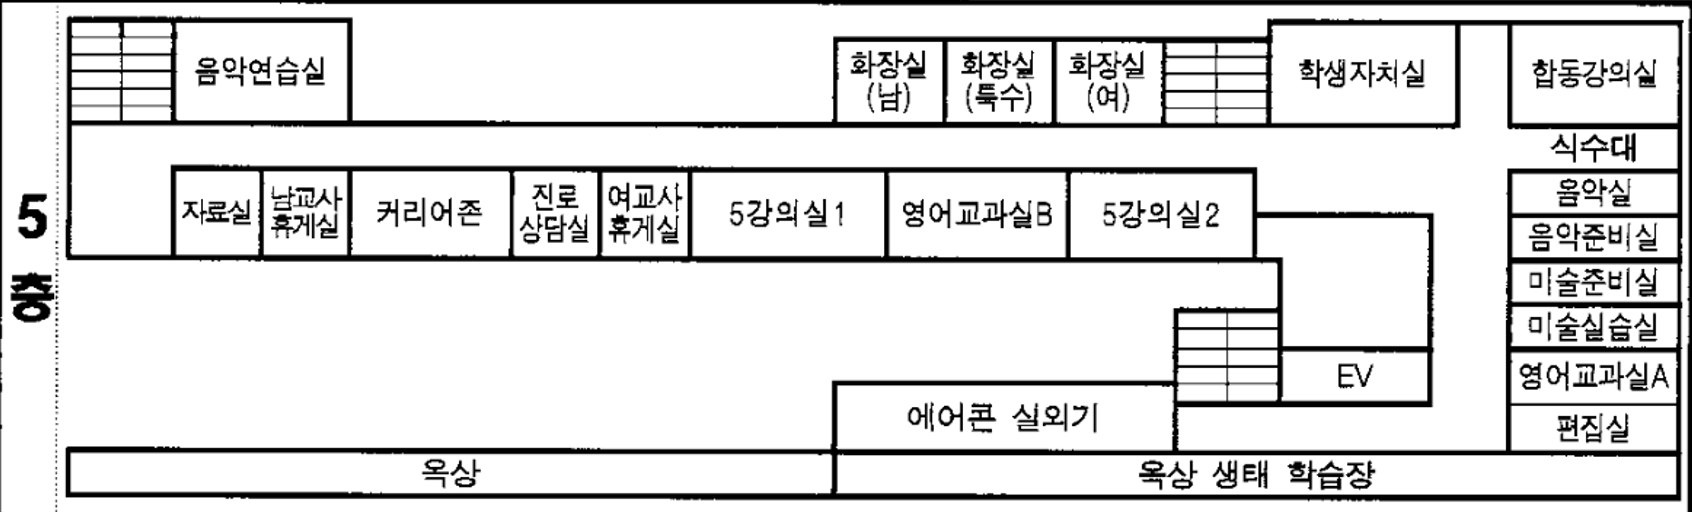 5
층
음악연습실
화장실
(남)
화장실
(특수)
화장실
(여)
학생자치실
합동강의실
식수대
자료실
남교사
휴게실
커리어존
진로
상담실
여교사
휴게실
5강의실1
영어교과실B
5강의실2
음악실
음악준비실
미술준비실
미술실습실
영어교과실A
편집실
EV
에어콘 실외기
옥상
옥상 생태 학습장